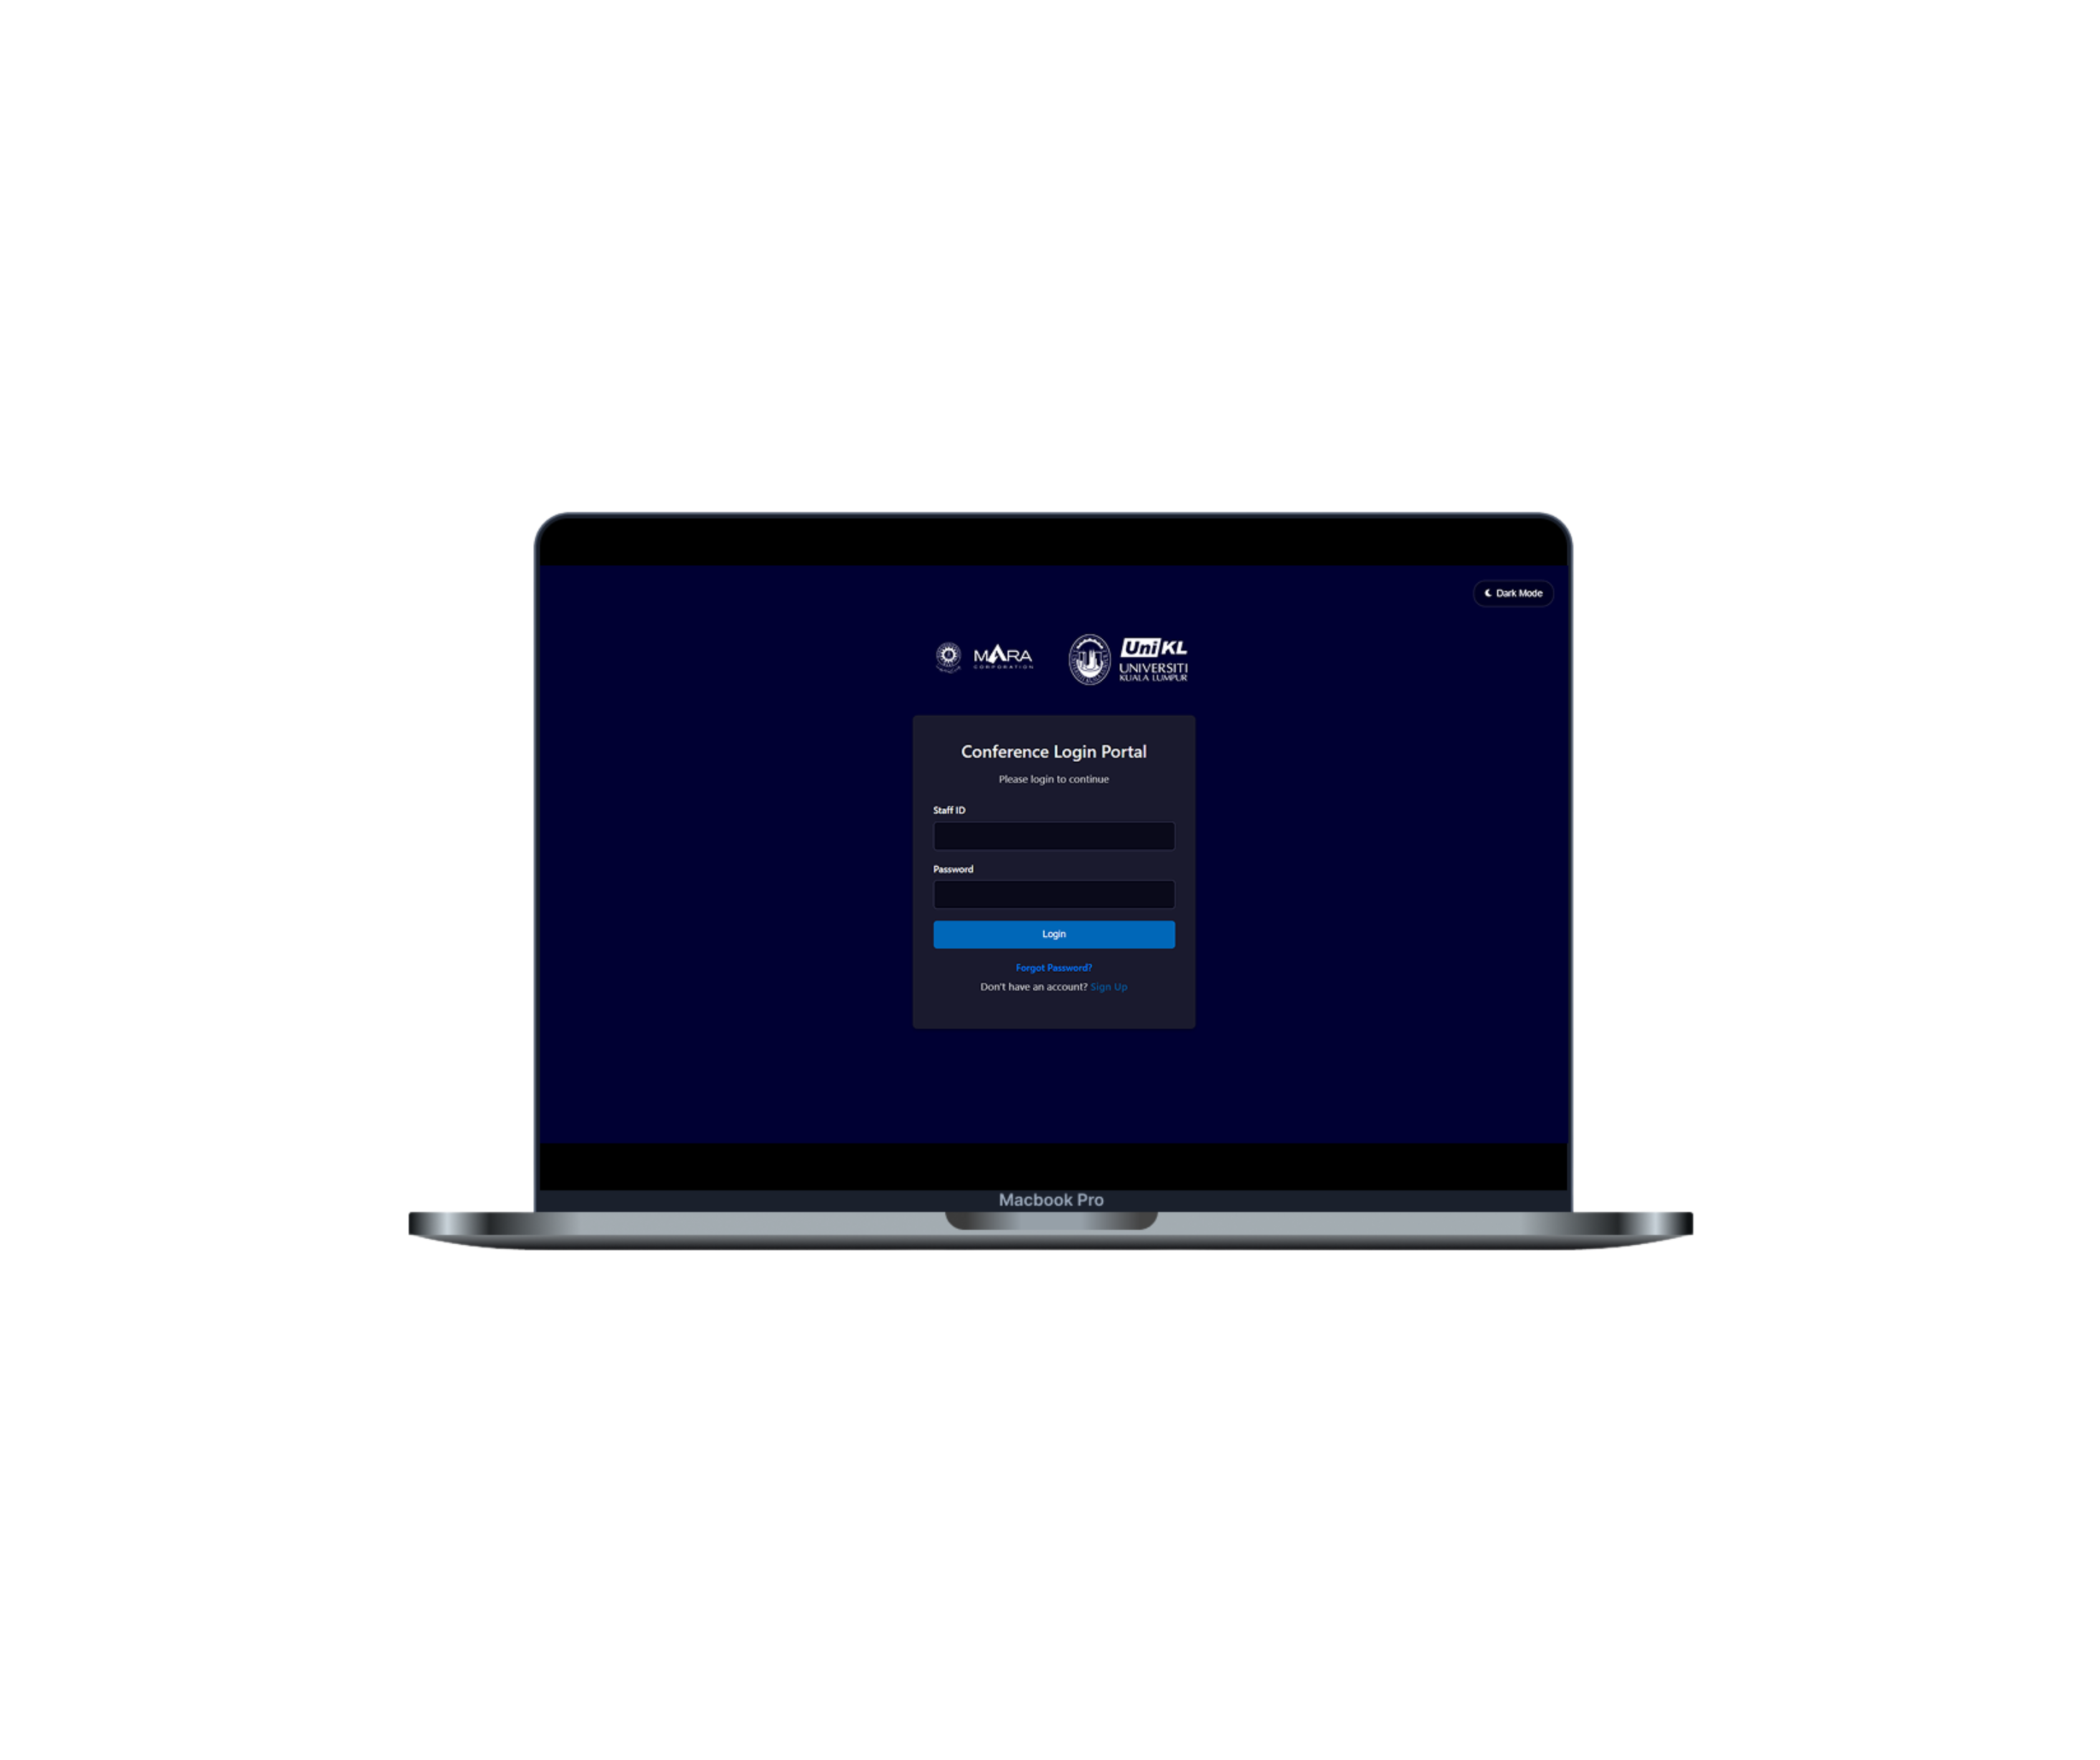 Dark Mode
MARA
CORPORATION
UniKL
UNIVERSITI
KUALA LUMPUR
Conference Login Portal
Please login to continue
Staff ID
Password
Login
Forgot Password?
Don't have an account? Sign Up
Macbook Pro